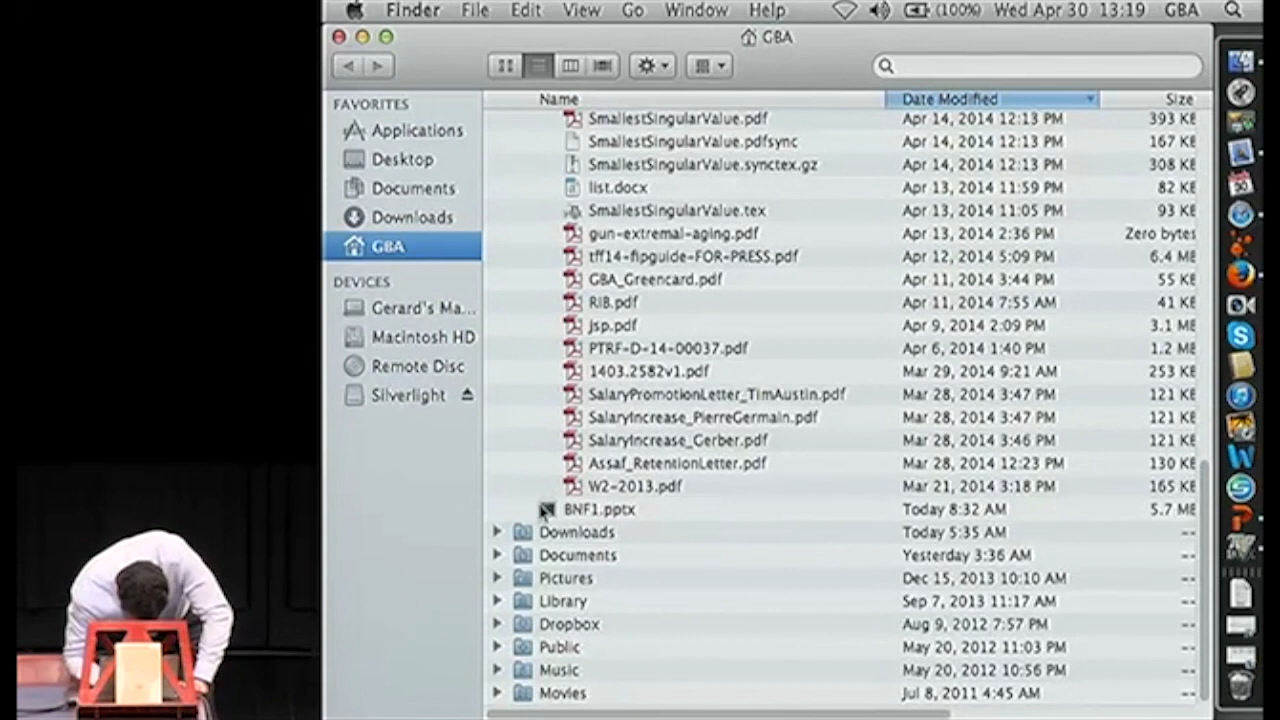 Finder File Edit View Go Window Help (100%) Wed Apr 30 13:19 GBA
GBA
FAVORITES
Applications
Desktop
Documents
Downloads
GBA
DEVICES
Gerard's Ma...
Macintosh HD
Remote Disc
Silverlight
Name Date Modified Size
SmallestSingularValue.pdf Apr 14, 2014 12:13 PM 393 KB
SmallestSingularValue.pdfsync Apr 14, 2014 12:13 PM 167 KB
SmallestSingularValue.synctex.gz Apr 14, 2014 12:13 PM 308 KB
list.docx Apr 13, 2014 11:59 PM 82 KB
SmallestSingularValue.tex Apr 13, 2014 11:05 PM 93 KB
gun-extremal-aging.pdf Apr 13, 2014 2:36 PM Zero bytes
tff14-flpguide-FOR-PRESS.pdf Apr 12, 2014 5:09 PM 6.4 MB
GBA_Greencard.pdf Apr 11, 2014 3:44 PM 55 KB
RIB.pdf Apr 11, 2014 7:55 AM 41 KB
jsp.pdf Apr 9, 2014 2:09 PM 3.1 MB
PTRF-D-14-00037.pdf Apr 6, 2014 1:40 PM 1.2 MB
1403.2582v1.pdf Mar 29, 2014 9:21 AM 253 KB
SalaryPromotionLetter_TimAustin.pdf Mar 28, 2014 3:47 PM 121 KB
SalaryIncrease_PierreGermain.pdf Mar 28, 2014 3:47 PM 121 KB
SalaryIncrease_Gerber.pdf Mar 28, 2014 3:46 PM 121 KB
Assaf_RetentionLetter.pdf Mar 28, 2014 12:23 PM 130 KB
W2-2013.pdf Mar 21, 2014 3:18 PM 165 KB
BNF1.pptx Today 8:32 AM 5.7 MB
Downloads Today 5:35 AM --
Documents Yesterday 3:36 AM --
Pictures Dec 15, 2013 10:10 AM --
Library Sep 7, 2013 11:17 AM --
Dropbox Aug 9, 2012 7:57 PM --
Public May 20, 2012 11:03 PM --
Music May 20, 2012 10:56 PM --
Movies Jul 8, 2011 4:45 AM --